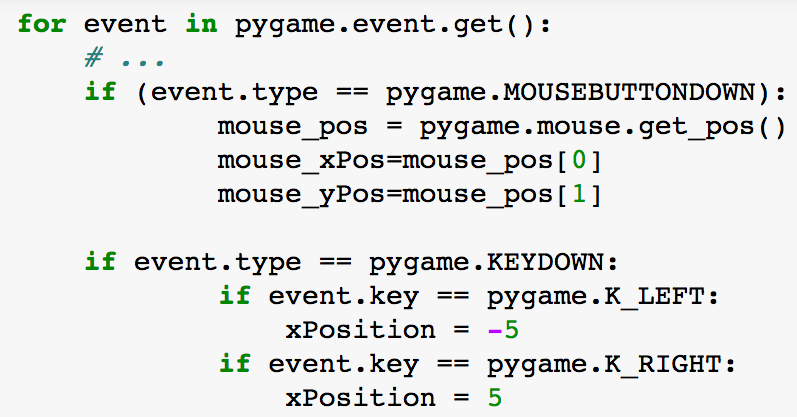 for event in pygame.event.get():
    # ...
    if (event.type == pygame.MOUSEBUTTONDOWN):
            mouse_pos = pygame.mouse.get_pos()
            mouse_xPos=mouse_pos[0]
            mouse_yPos=mouse_pos[1]

    if event.type == pygame.KEYDOWN:
            if event.key == pygame.K_LEFT:
                xPosition = -5
            if event.key == pygame.K_RIGHT:
                xPosition = 5